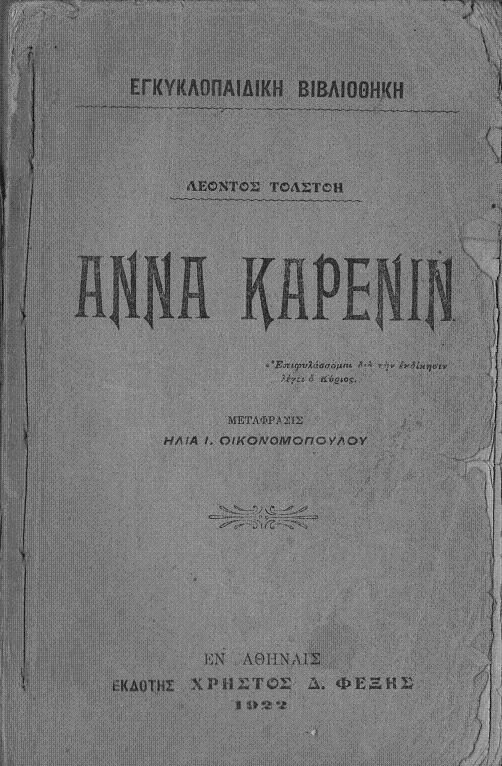 ΕΓΚΥΚΛΟΠΑΙΔΙΚΗ ΒΙΒΛΙΟΘΗΚΗ
ΛΕΟΝΤΟΣ ΤΟΛΣΤΟΗ
ΑΝΝΑ ΚΑΡΕΝΙΝ
«Ἐπιφυλάσσομαι διὰ τὴν ἐνδίκησιν
λέγει ὁ Κύριος.
ΜΕΤΑΦΡΑΣΙΣ
ΗΛΙΑ Ι. ΟΙΚΟΝΟΜΟΠΟΥΛΟΥ
ΕΝ ΑΘΗΝΑΙΣ
ΕΚΔΟΤΗΣ ΧΡΗΣΤΟΣ Δ. ΦΕΞΗΣ
1922